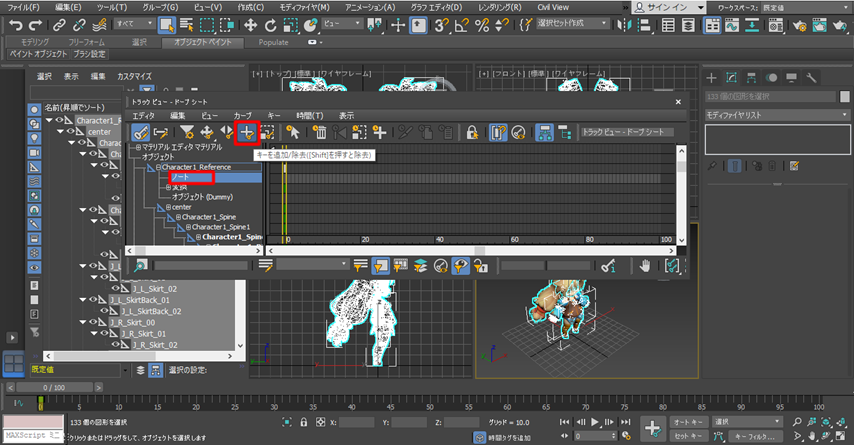 ファイル(F) 編集(E) ツール(T) グループ(G) ビュー(V) 作成(C) モディファイヤ(M) アニメーション(A) グラフ エディタ(D) レンダリング(R) Civil View サイン イン ワークスペース: 既定値
すべて ビュー 選択セット作成
モデリング フリーフォーム 選択 オブジェクト ペイント Populate
ペイント オブジェクト ブラシ設定
選択 表示 編集 カスタマイズ
[+] [トップ] [標準] [ワイヤフレーム]
[+] [フロント] [標準] [ワイヤフレーム]
133 個の図形を選択
モディファイヤリスト
名前(昇順でソート)
Character1_R
center
トラック ビュー - ドープ シート
エディタ 編集 ビュー カーブ キー 時間(T) 表示
トラックビュー - ドープ シート
キーを追加/除去([Shift]を押すと除去)
マテリアル エディタ マテリアル
オブジェクト
Character1_Reference
ノート
変換
オブジェクト (Dummy)
center
Character1_Spine
Character1_Spine1
Character1_Spine
0 20 40 60 80 100
J_L_Skirt_02
J_L_SkirtBack_01
J_L_SkirtBack_02
J_R_Skrt_00
J_R_Skrt_01
J_R_Skrt_02
既定値 選択の設定:
0 / 100
0 5 10 15 20 25 30 35 40 45 50 55 60 65 70 75 80 85 90 95 100
133 個の図形を選択 X: Y: Z: グリッド = 10.0 オート キー 選択
MAXScript ミニ クリックまたはドラッグして、オブジェクトを選択します 時間タグを追加 0 セット キー キー フィルタ...